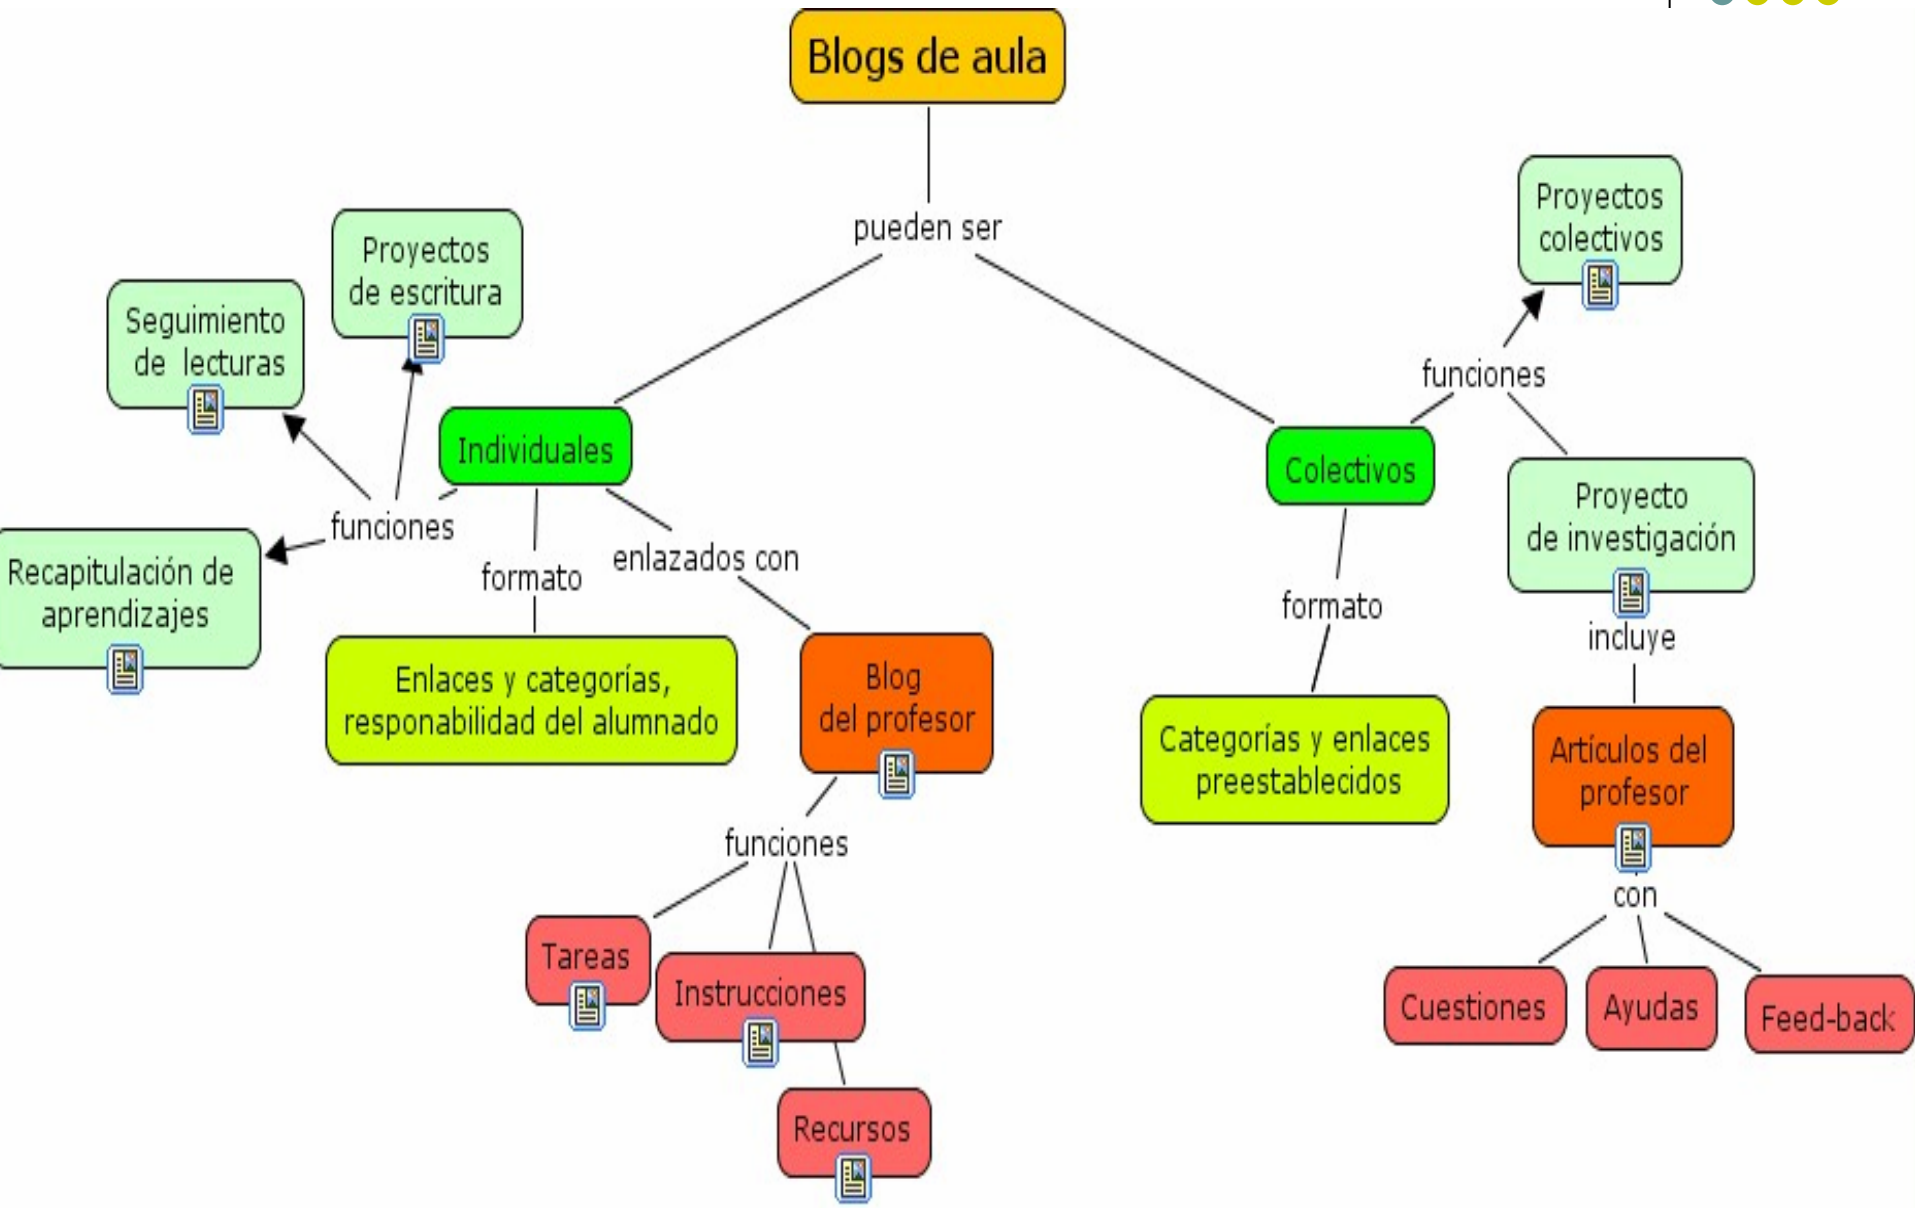 Blogs de aula
pueden ser
Proyectos
colectivos
Proyectos
de escritura
Seguimiento
de lecturas
funciones
Individuales
Colectivos
Proyecto
de investigación
funciones
enlazados con
formato
Recapitulación de
aprendizajes
formato
incluye
Enlaces y categorías,
responsabilidad del alumnado
Blog
del profesor
Categorías y enlaces
preestablecidos
Artículos del
profesor
funciones
con
Tareas
Instrucciones
Cuestiones
Ayudas
Feed-back
Recursos